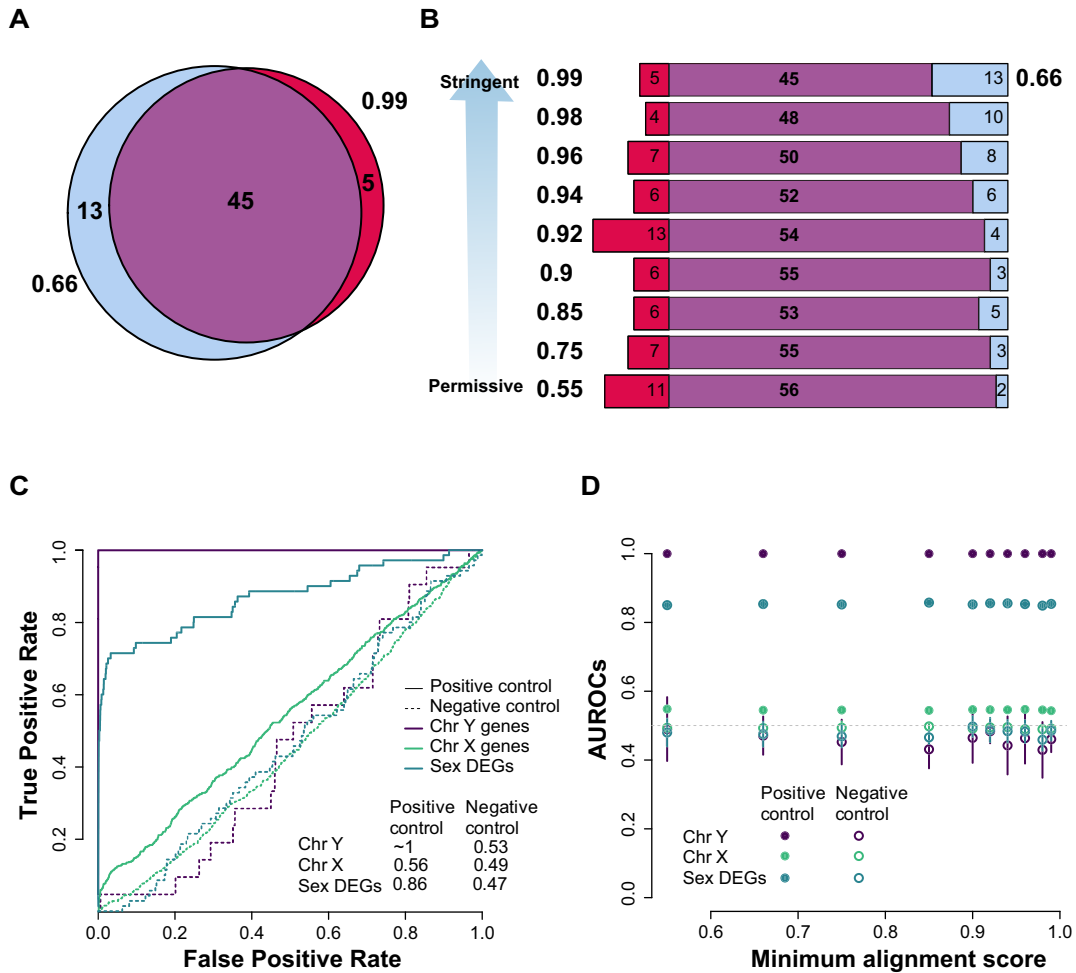 A
0.99
13
45
5
0.66
B
Stringent
Permissive
0.99 5 45 13 0.66
0.98 4 48 10
0.96 7 50 8
0.94 6 52 6
0.92 13 54 4
0.9 6 55 3
0.85 6 53 5
0.75 7 55 3
0.55 11 56 2
C
True Positive Rate
1.0
0.8
0.6
0.4
0.2
Positive control
Negative control
Chr Y genes
Chr X genes
Sex DEGs
Positive control Negative control
Chr Y ~1 0.53
Chr X 0.56 0.49
Sex DEGs 0.86 0.47
0.0 0.2 0.4 0.6 0.8 1.0
False Positive Rate
D
AUROCs
1.0
0.8
0.6
0.4
0.2
0.0
Positive control Negative control
Chr Y
Chr X
Sex DEGs
0.6 0.7 0.8 0.9 1.0
Minimum alignment score